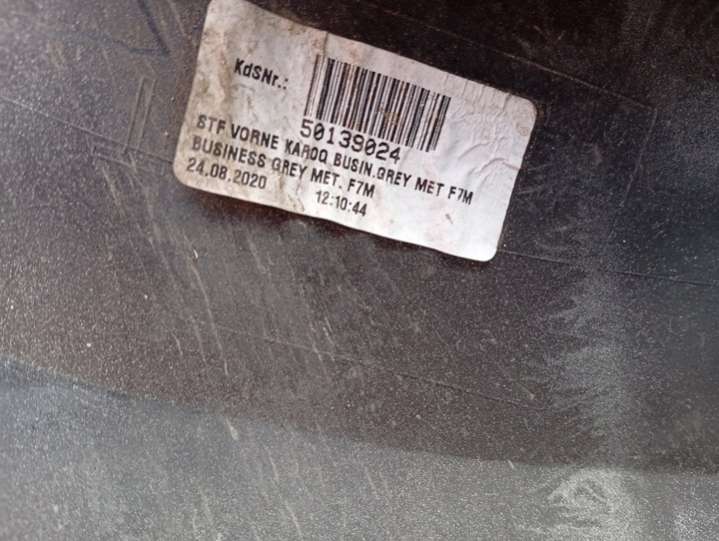 KdSNr.:
50139024
STF VORNE KAROQ BUSIN.GREY MET F7M
BUSINESS GREY MET. F7M
24.08.2020 12:10:44